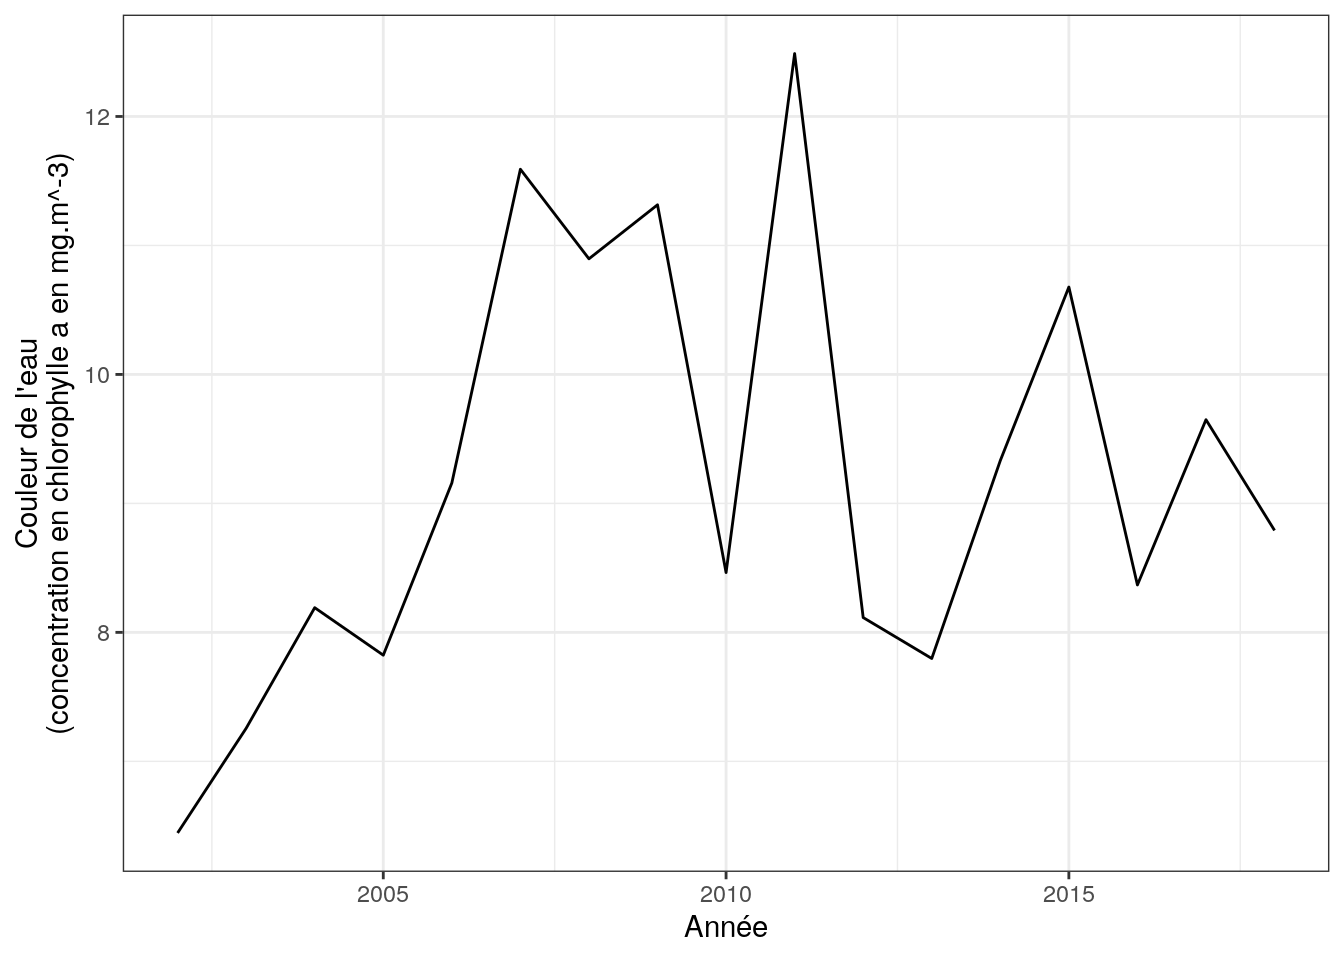 Couleur de l'eau
(concentration en chlorophylle a en mg.m^-3)
12
10
8
2005
2010
2015
Année